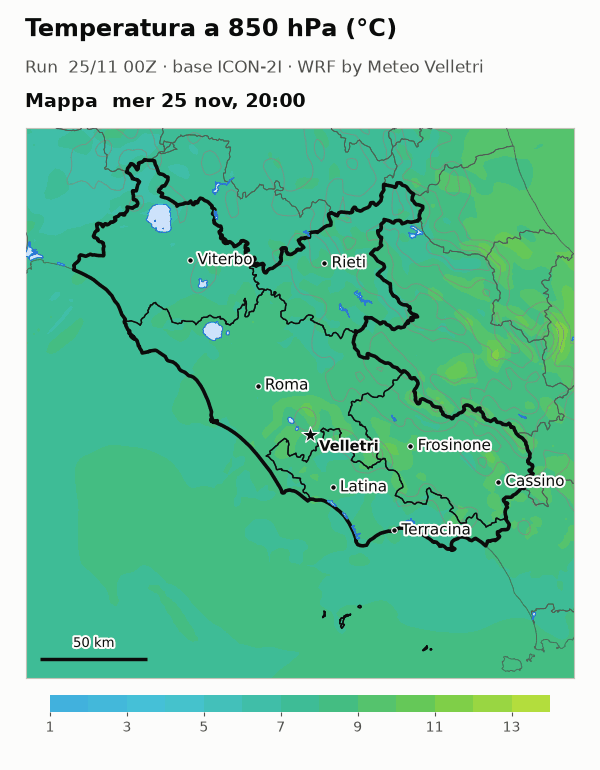 Temperatura a 850 hPa (°C)
Run  25/11 00Z · base ICON-2I · WRF by Meteo Velletri
Mappa  mer 25 nov, 20:00
Viterbo
Rieti
Roma
Velletri
Frosinone
Cassino
Latina
Terracina
50 km
1 3 5 7 9 11 13